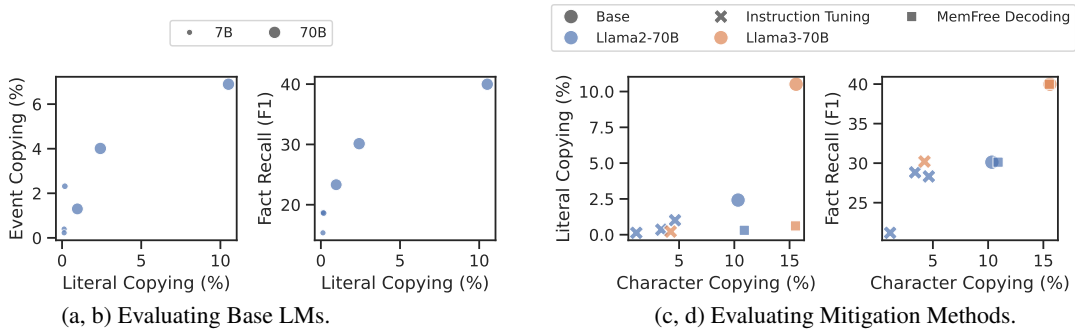 7B 70B
Base Instruction Tuning MemFree Decoding
Llama2-70B Llama3-70B
Event Copying (%)
6
4
2
0
0 5 10
Literal Copying (%)
Fact Recall (F1)
40
30
20
0 5 10
Literal Copying (%)
(a, b) Evaluating Base LMs.
Literal Copying (%)
10.0
7.5
5.0
2.5
0.0
5 10 15
Character Copying (%)
Fact Recall (F1)
40
35
30
25
5 10 15
Character Copying (%)
(c, d) Evaluating Mitigation Methods.